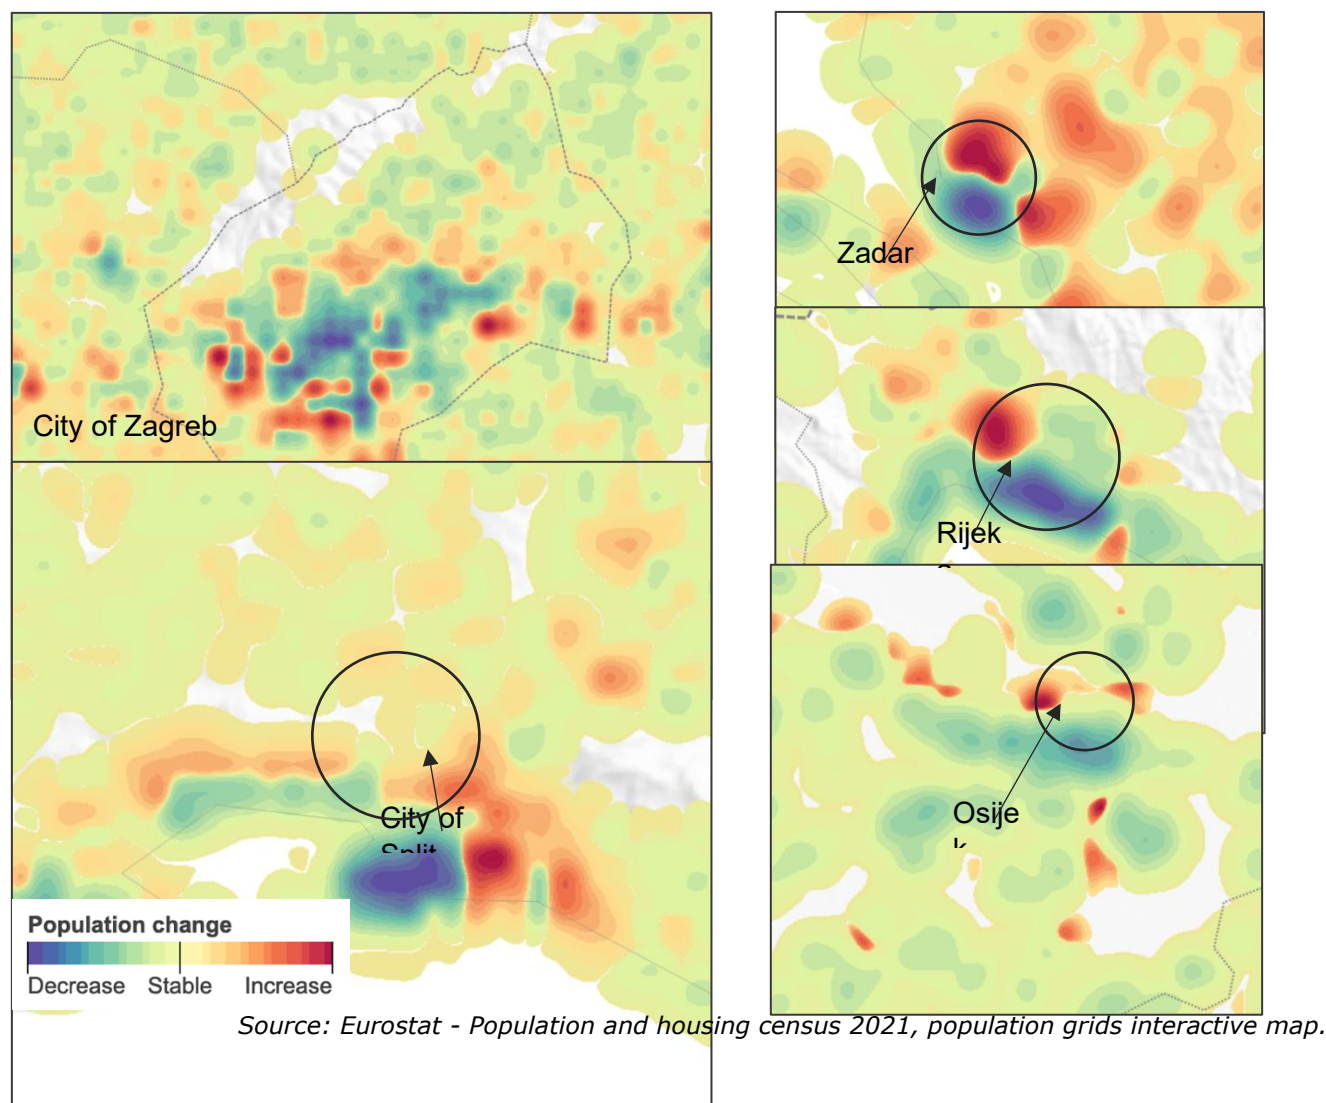 City of Zagreb
Zadar
Rijek
City of
Split
Osije
k
Population change
Decrease Stable Increase
Source: Eurostat - Population and housing census 2021, population grids interactive map.